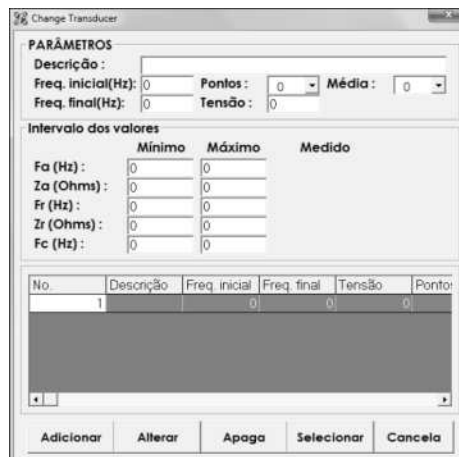 Change Transducer
PARÂMETROS
Descrição :
Freq. inicial(Hz): 0 Pontos : 0 Média : 0
Freq. final(Hz): 0 Tensão : 0
Intervalo dos valores
Mínimo Máximo Medido
Fa (Hz) : 0 0
Za (Ohms) : 0 0
Fr (Hz) : 0 0
Zr (Ohms) : 0 0
Fc (Hz) : 0 0
No. Descrição Freq. inicial Freq. final Tensão Pontos
1 0 0 0
Adicionar Alterar Apaga Selecionar Cancela